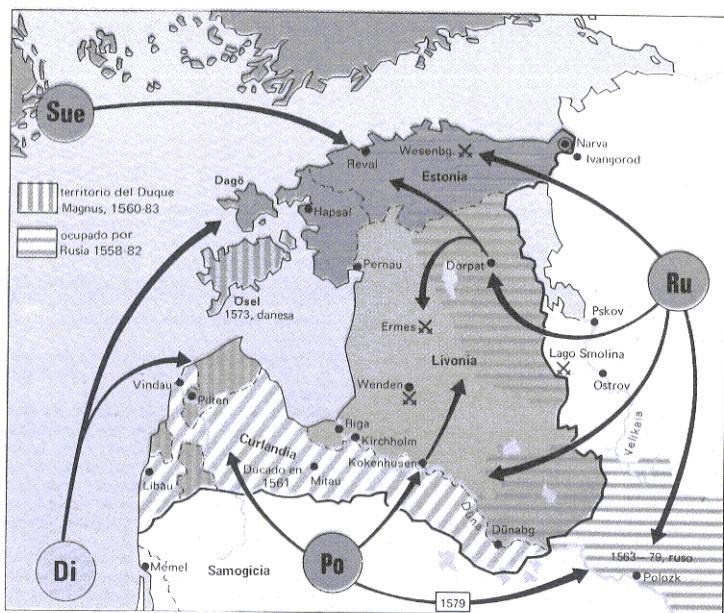 Sue
Narva
Wesenbg.
Reval
Ivangorod
Estonia
Dagö
territorio del Duque
Magnus, 1560-83
Hapsal
ocupado por
Rusia 1558-82
Pernau
Dorpat
Ru
Ösel
1573, danesa
Pskov
Ermes
Lago Smolina
Livonia
Ostrov
Vindau
Wenden
Pilten
Velikaia
Riga
Kirchholm
Curlandia
Kokenhusen
Ducado en
1561
Mitau
Libau
Düna
Dünabg
1563–79, ruso
Di
Po
Memel
Samogicia
Polozk
1579